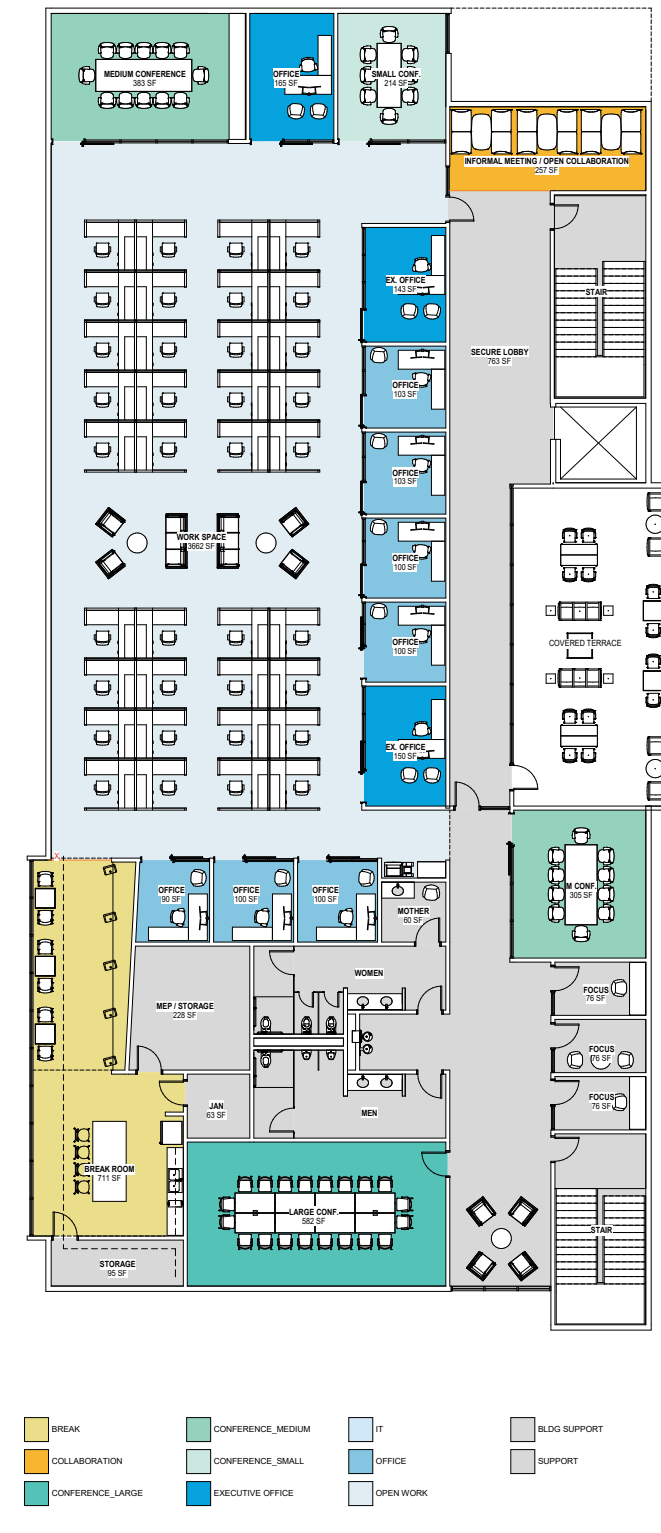 MEDIUM CONFERENCE
383 SF
OFFICE
165 SF
SMALL CONF.
214 SF
INFORMAL MEETING / OPEN COLLABORATION
257 SF
STAIR
EX. OFFICE
143 SF
SECURE LOBBY
763 SF
OFFICE
103 SF
OFFICE
103 SF
WORK SPACE
3662 SF
OFFICE
100 SF
COVERED TERRACE
OFFICE
100 SF
EX. OFFICE
150 SF
X
OFFICE
90 SF
OFFICE
100 SF
OFFICE
100 SF
M CONF.
305 SF
MOTHER
60 SF
WOMEN
MEP / STORAGE
228 SF
FOCUS
76 SF
FOCUS
76 SF
FOCUS
76 SF
JAN
63 SF
MEN
BREAK ROOM
711 SF
LARGE CONF.
582 SF
STAIR
STORAGE
95 SF
BREAK
CONFERENCE_MEDIUM
IT
BLDG SUPPORT
COLLABORATION
CONFERENCE_SMALL
OFFICE
SUPPORT
CONFERENCE_LARGE
EXECUTIVE OFFICE
OPEN WORK